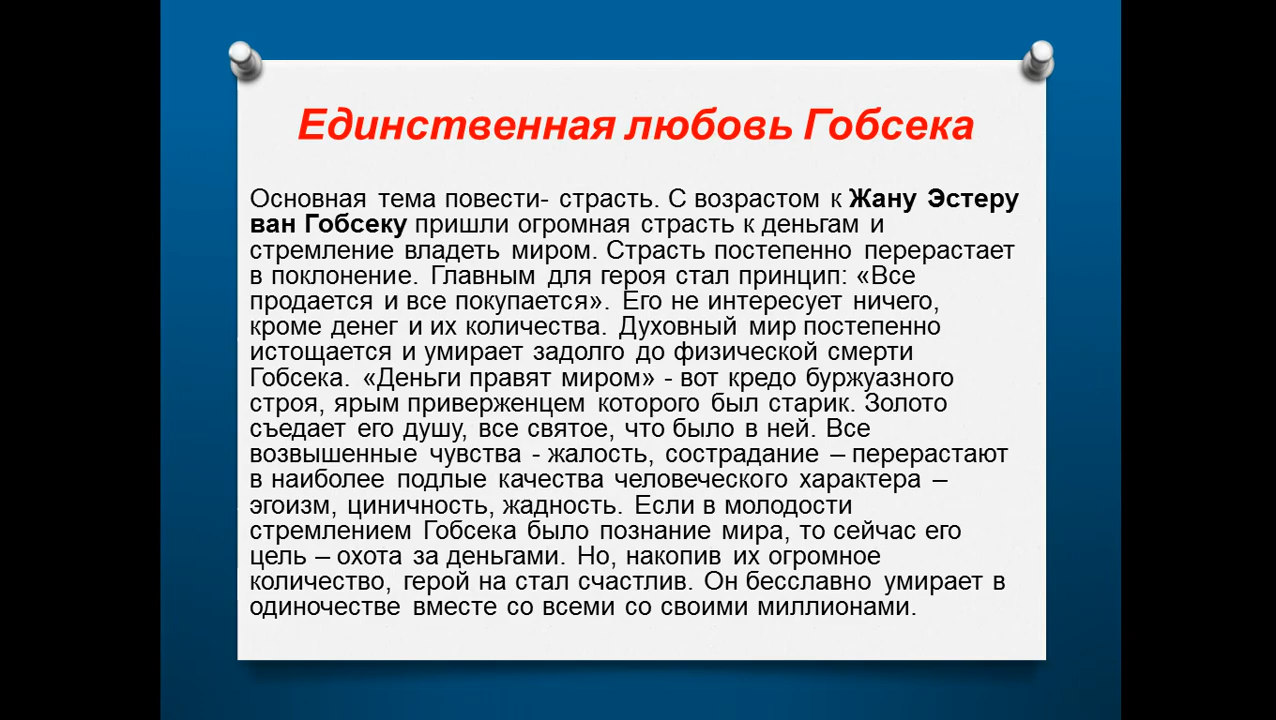 Единственная любовь Гобсека
Основная тема повести- страсть. С возрастом к Жану Эстеру
ван Гобсеку пришли огромная страсть к деньгам и
стремление владеть миром. Страсть постепенно перерастает
в поклонение. Главным для героя стал принцип: «Все
продается и все покупается». Его не интересует ничего,
кроме денег и их количества. Духовный мир постепенно
истощается и умирает задолго до физической смерти
Гобсека. «Деньги правят миром» - вот кредо буржуазного
строя, ярым приверженцем которого был старик. Золото
съедает его душу, все святое, что было в ней. Все
возвышенные чувства - жалость, сострадание – перерастают
в наиболее подлые качества человеческого характера –
эгоизм, циничность, жадность. Если в молодости
стремлением Гобсека было познание мира, то сейчас его
цель – охота за деньгами. Но, накопив их огромное
количество, герой на стал счастлив. Он бесславно умирает в
одиночестве вместе со всеми со своими миллионами.